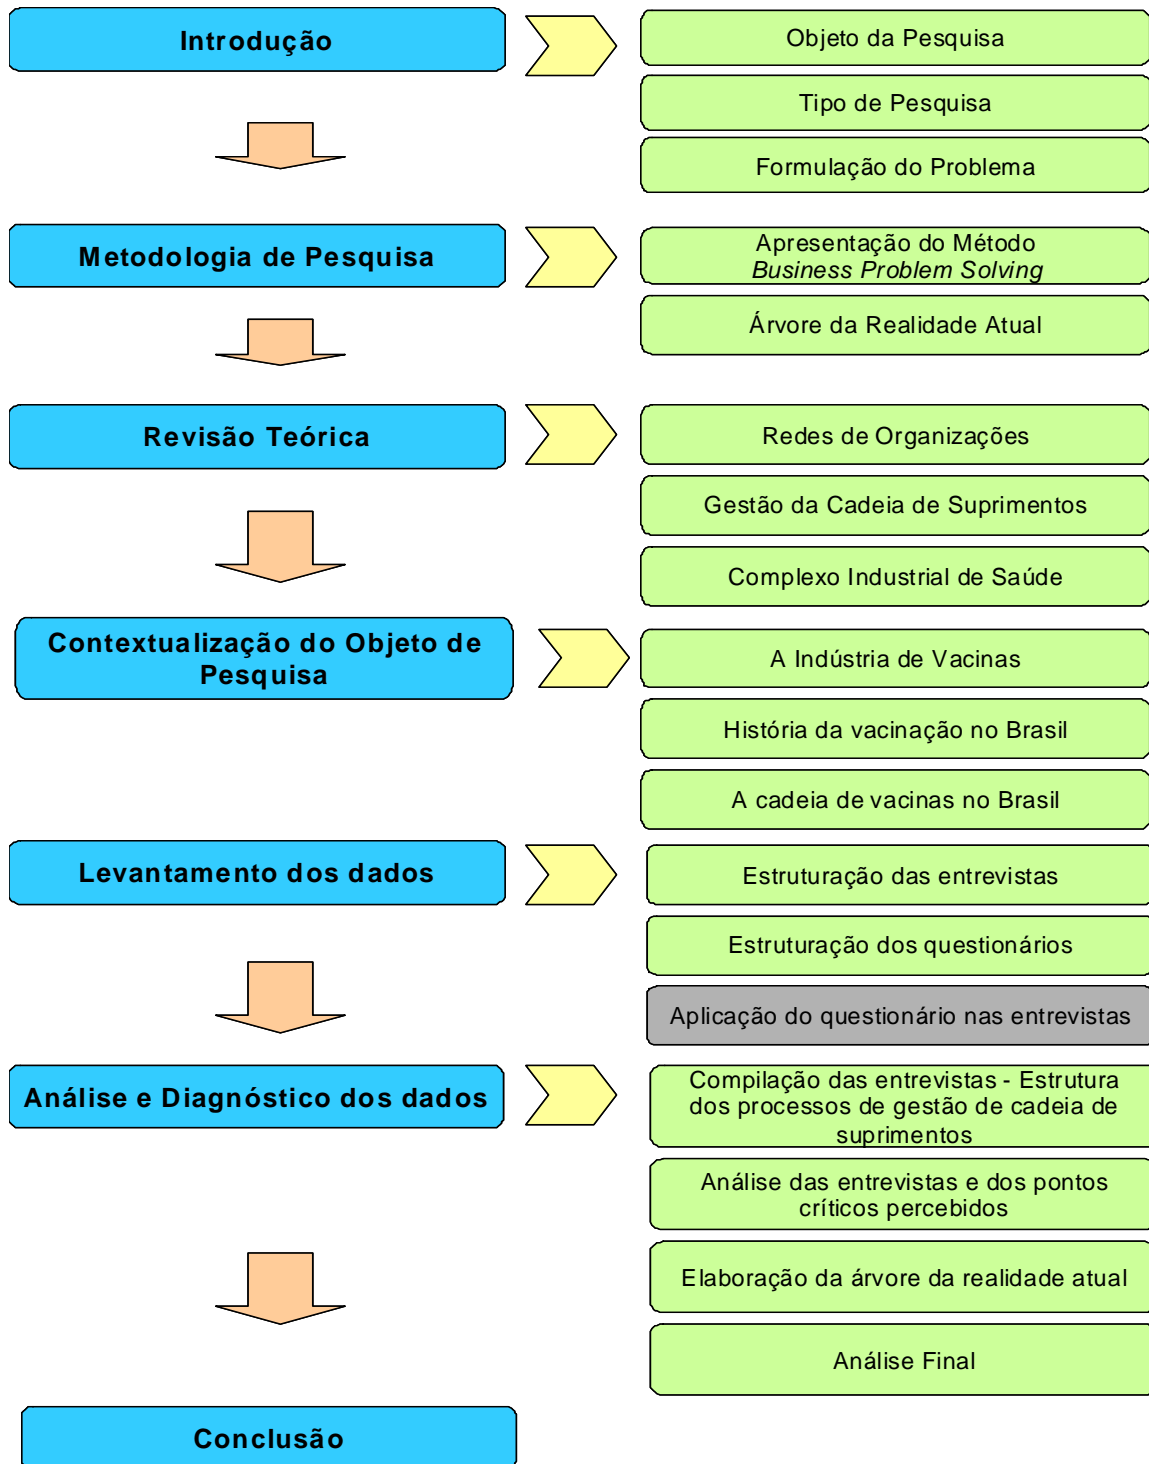 Introdução
Objeto da Pesquisa
Tipo de Pesquisa
Formulação do Problema
Metodologia de Pesquisa
Apresentação do Método
Business Problem Solving
Árvore da Realidade Atual
Revisão Teórica
Redes de Organizações
Gestão da Cadeia de Suprimentos
Complexo Industrial de Saúde
Contextualização do Objeto de
Pesquisa
A Indústria de Vacinas
História da vacinação no Brasil
A cadeia de vacinas no Brasil
Levantamento dos dados
Estruturação das entrevistas
Estruturação dos questionários
Aplicação do questionário nas entrevistas
Análise e Diagnóstico dos dados
Compilação das entrevistas - Estrutura
dos processos de gestão de cadeia de
suprimentos
Análise das entrevistas e dos pontos
críticos percebidos
Elaboração da árvore da realidade atual
Análise Final
Conclusão